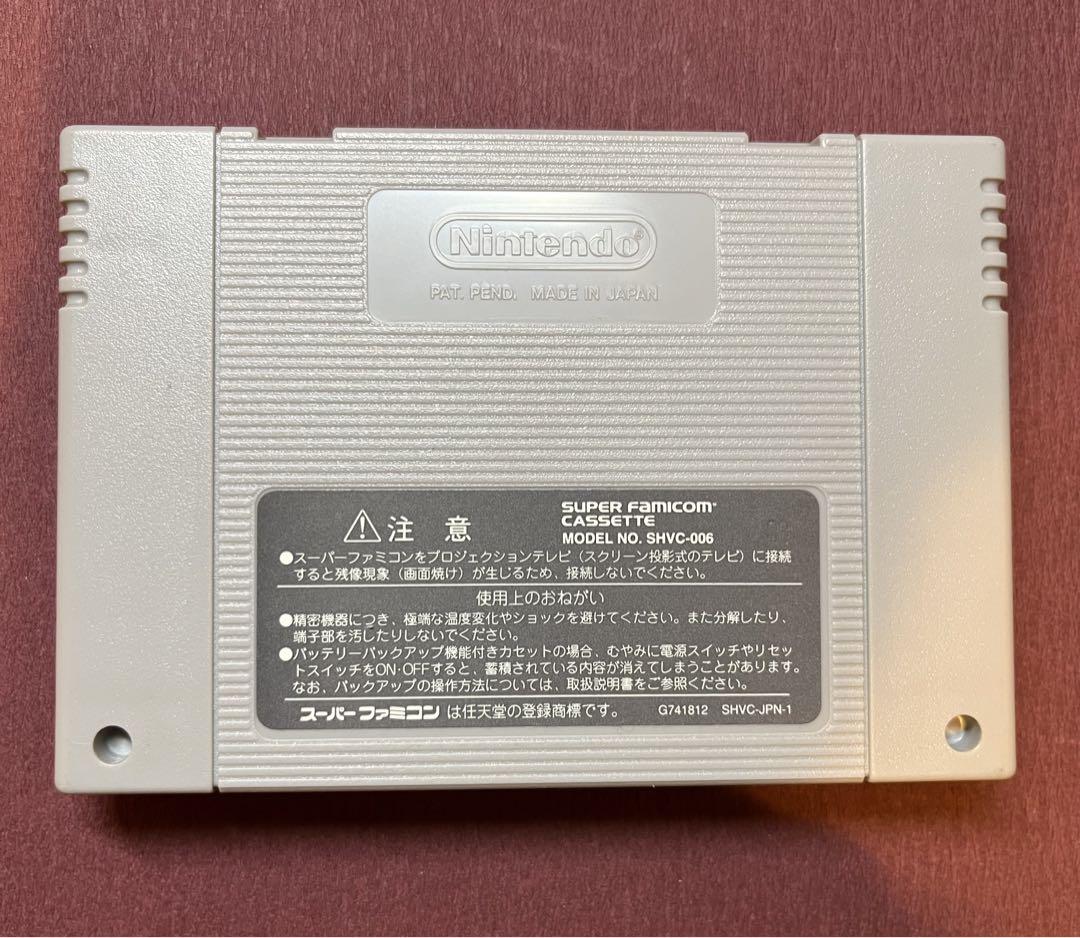 Nintendo®
PAT. PEND. MADE IN JAPAN
⚠注 意
SUPER FAMICOM™
CASSETTE
MODEL NO. SHVC-006
●スーパーファミコンをプロジェクションテレビ（スクリーン投影式のテレビ）に接続
すると残像現象（画面焼け）が生じるため、接続しないでください。
使用上のおねがい
●精密機器につき、極端な温度変化やショックを避けてください。また分解したり、
端子部を汚したりしないでください。
●バッテリーバックアップ機能付きカセットの場合、むやみに電源スイッチやリセッ
トスイッチをON·OFFすると、蓄積されている内容が消えてしまうことがあります。
なお、バックアップの操作方法については、取扱説明書をご参照ください。
スーパーファミコン は任天堂の登録商標です。 G741812 SHVC-JPN-1